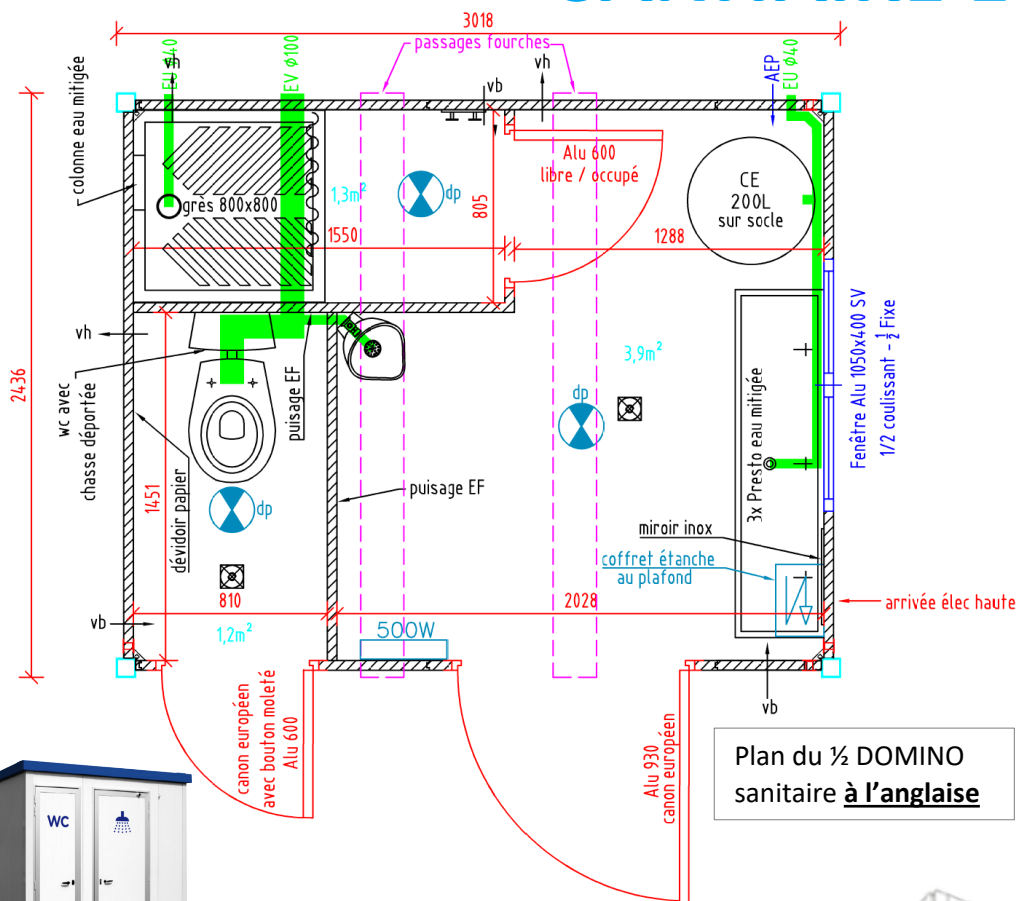 3018
passages fourches
EU ø40
vh
EV ø100
vb
vh
AEP
EU ø40
colonne eau mitigée
grès 800x800
1,3m²
dp
805
Alu 600
libre / occupé
CE
200L
sur socle
1550
1288
2436
vh
wc avec
chasse déportée
puisage EF
3,9m²
dp
Fenêtre Alu 1050x400 SV
1/2 coulissant - ½ Fixe
3x Presto eau mitigée
1451
dévidoir papier
dp
puisage EF
miroir inox
coffret étanche
au plafond
810
2028
arrivée élec haute
vb
1,2m²
500W
vb
canon européen
avec bouton moleté
Alu 600
Alu 930
canon européen
Plan du ½ DOMINO
sanitaire à l'anglaise
WC